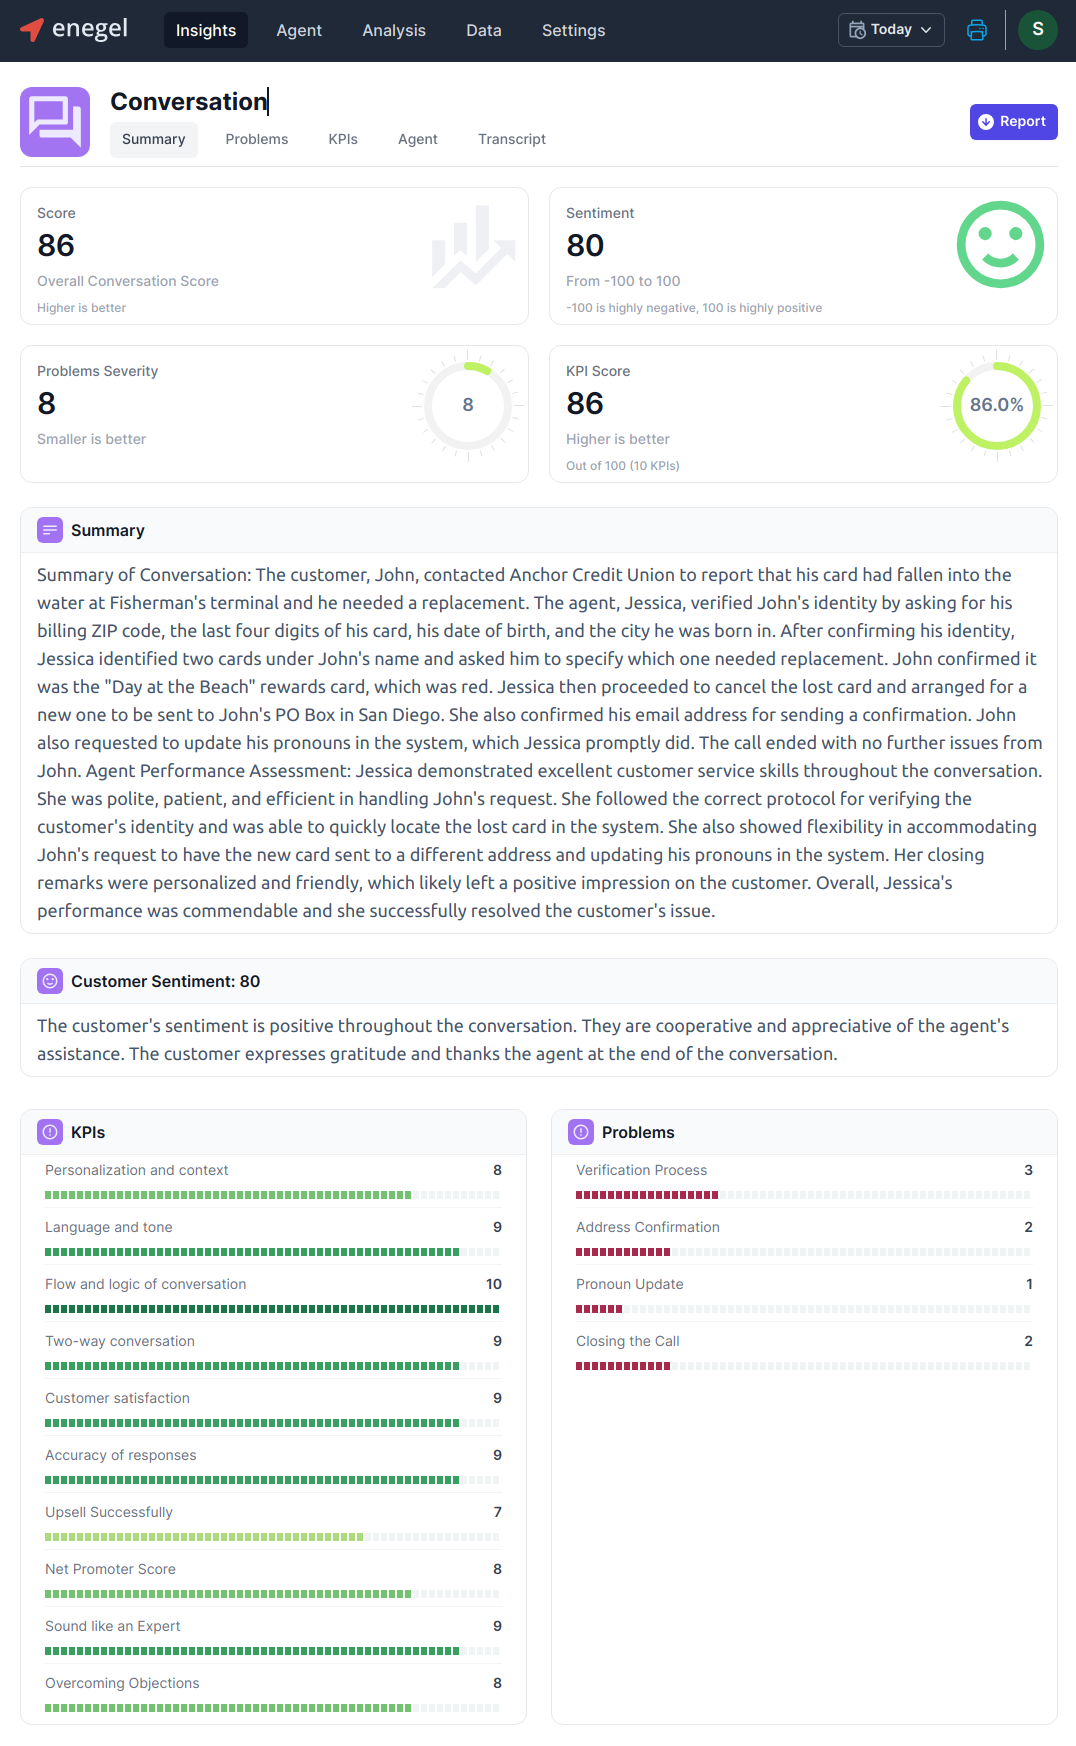 enegel
Insights
Agent
Analysis
Data
Settings
Today
S
Conversation
Summary
Problems
KPIs
Agent
Transcript
Report
Score
86
Overall Conversation Score
Higher is better
Sentiment
80
From -100 to 100
-100 is highly negative, 100 is highly positive
Problems Severity
8
Smaller is better
8
KPI Score
86
Higher is better
Out of 100 (10 KPIs)
86.0%
Summary
Summary of Conversation: The customer, John, contacted Anchor Credit Union to report that his card had fallen into the
water at Fisherman's terminal and he needed a replacement. The agent, Jessica, verified John's identity by asking for his
billing ZIP code, the last four digits of his card, his date of birth, and the city he was born in. After confirming his identity,
Jessica identified two cards under John's name and asked him to specify which one needed replacement. John confirmed it
was the "Day at the Beach" rewards card, which was red. Jessica then proceeded to cancel the lost card and arranged for a
new one to be sent to John's PO Box in San Diego. She also confirmed his email address for sending a confirmation. John
also requested to update his pronouns in the system, which Jessica promptly did. The call ended with no further issues from
John. Agent Performance Assessment: Jessica demonstrated excellent customer service skills throughout the conversation.
She was polite, patient, and efficient in handling John's request. She followed the correct protocol for verifying the
customer's identity and was able to quickly locate the lost card in the system. She also showed flexibility in accommodating
John's request to have the new card sent to a different address and updating his pronouns in the system. Her closing
remarks were personalized and friendly, which likely left a positive impression on the customer. Overall, Jessica's
performance was commendable and she successfully resolved the customer's issue.
Customer Sentiment: 80
The customer's sentiment is positive throughout the conversation. They are cooperative and appreciative of the agent's
assistance. The customer expresses gratitude and thanks the agent at the end of the conversation.
KPIs
Personalization and context 8
Language and tone 9
Flow and logic of conversation 10
Two-way conversation 9
Customer satisfaction 9
Accuracy of responses 9
Upsell Successfully 7
Net Promoter Score 8
Sound like an Expert 9
Overcoming Objections 8
Problems
Verification Process 3
Address Confirmation 2
Pronoun Update 1
Closing the Call 2